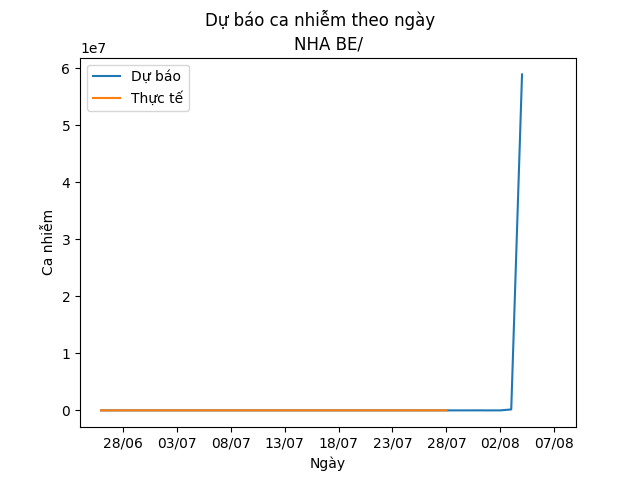 Dự báo ca nhiễm theo ngày
NHA BE/
1e7
Dự báo
Thực tế
6
5
4
3
2
1
0
Ca nhiễm
28/06 03/07 08/07 13/07 18/07 23/07 28/07 02/08 07/08
Ngày